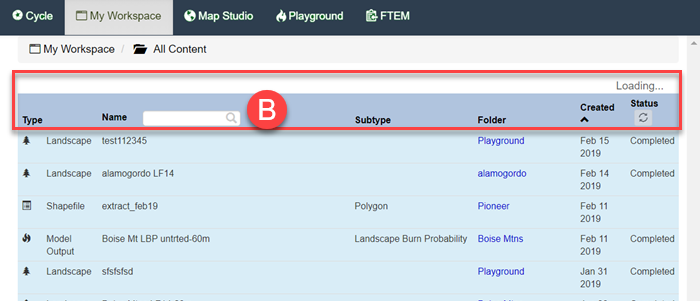 Cycle My Workspace Map Studio Playground FTEM
My Workspace / All Content
Loading...
Type Name B Subtype Folder Created Status
Landscape test112345 Playground Feb 15 2019 Completed
Landscape alamogordo LF14 alamogordo Feb 14 2019 Completed
Shapefile extract_feb19 Polygon Pioneer Feb 11 2019
Model Output Boise Mt LBP untrted-60m Landscape Burn Probability Boise Mtns Feb 11 2019 Completed
Landscape sfsfsfsd Playground Jan 31 2019 Completed